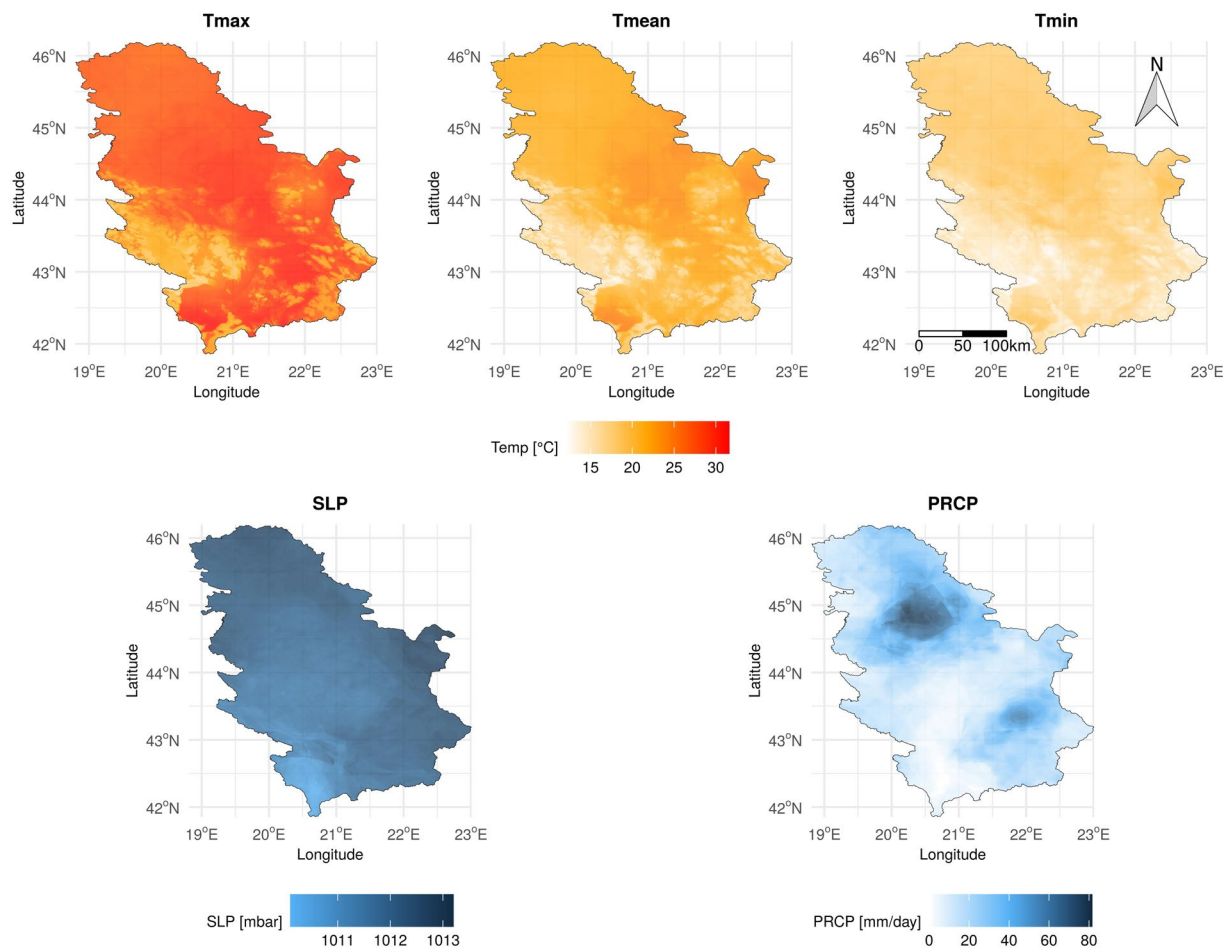 Tmax
Tmean
Tmin
46°N
45°N
44°N
43°N
42°N
Latitude
19°E 20°E 21°E 22°E 23°E
Longitude
46°N
45°N
44°N
43°N
42°N
Latitude
19°E 20°E 21°E 22°E 23°E
Longitude
46°N
45°N
44°N
43°N
42°N
Latitude
N
0 50 100km
19°E 20°E 21°E 22°E 23°E
Longitude
Temp [°C]
15 20 25 30
SLP
46°N
45°N
44°N
43°N
42°N
Latitude
19°E 20°E 21°E 22°E 23°E
Longitude
SLP [mbar]
1011 1012 1013
PRCP
46°N
45°N
44°N
43°N
42°N
Latitude
19°E 20°E 21°E 22°E 23°E
Longitude
PRCP [mm/day]
0 20 40 60 80